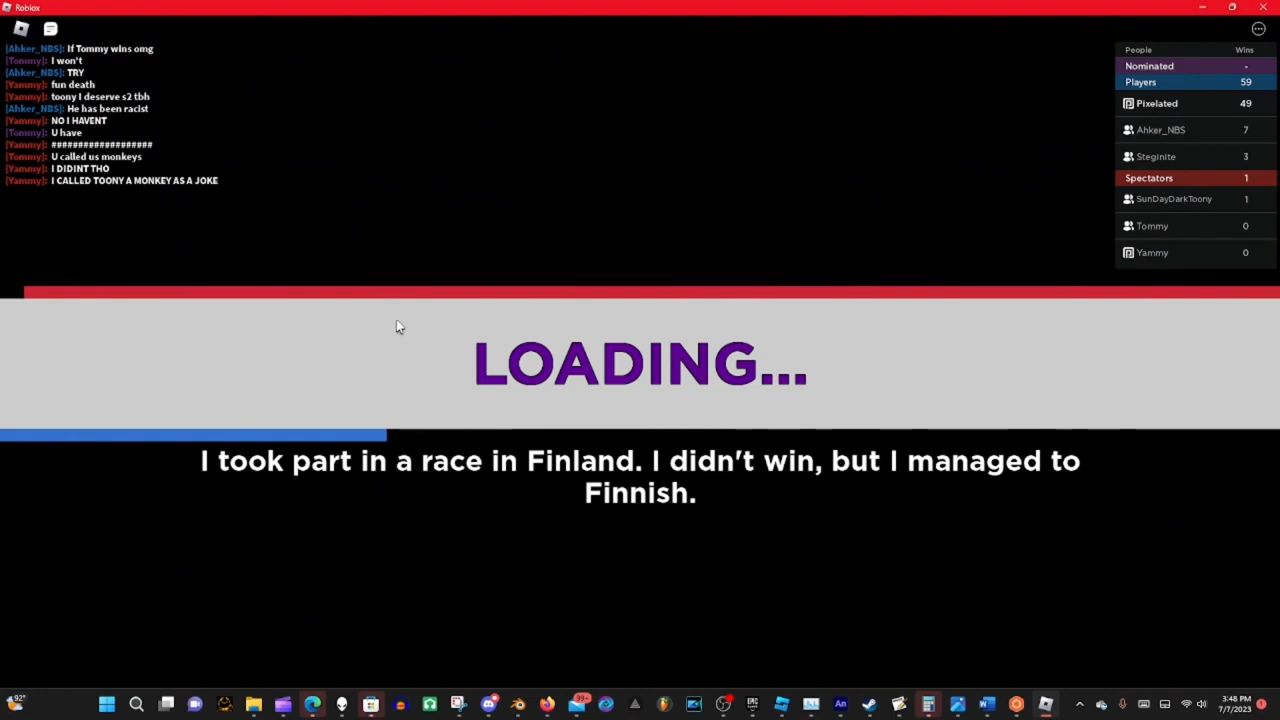 Roblox
[Ahker_NBS]: If Tommy wins omg
[Tommy]: I won't
[Ahker_NBS]: TRY
[Yammy]: fun death
[Yammy]: toony I deserve s2 tbh
[Ahker_NBS]: He has been racist
[Yammy]: NO I HAVENT
[Tommy]: U have
[Yammy]: ###################
[Tommy]: U called us monkeys
[Yammy]: I DIDINT THO
[Yammy]: I CALLED TOONY A MONKEY AS A JOKE
People Wins
Nominated -
Players 59
Pixelated 49
Ahker_NBS 7
Steginite 3
Spectators 1
SunDayDarkToony 1
Tommy 0
Yammy 0
LOADING...
I took part in a race in Finland. I didn't win, but I managed to
Finnish.
92°
99+
3:48 PM
7/7/2023